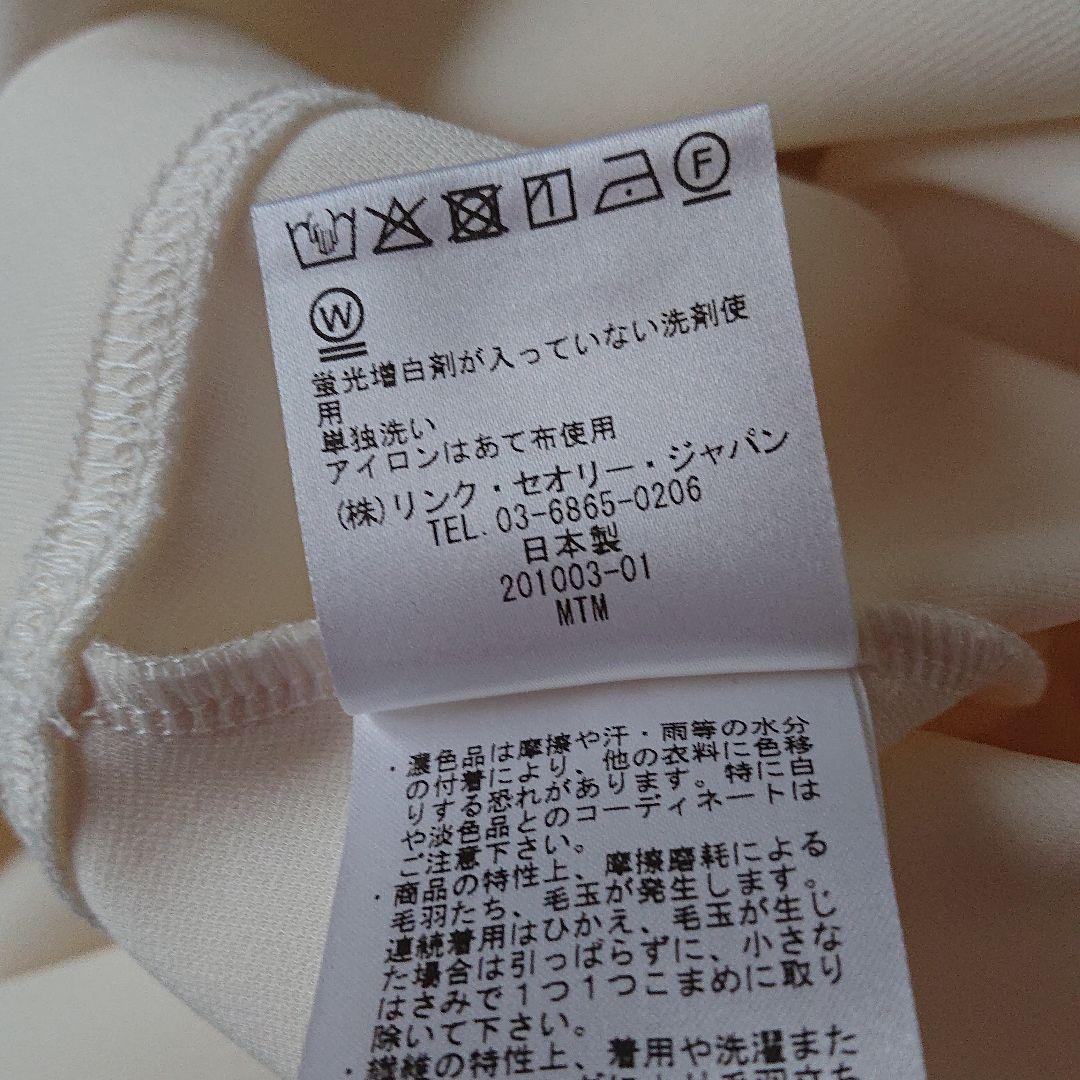 F
W
蛍光増白剤が入っていない洗剤使
用
単独洗い
アイロンはあて布使用
(株)リンク・セオリー・ジャパン
TEL. 03-6865-0206
日本製
201003-01
MTM
・濃色品は摩擦や汗・雨等の水分
の付着により、他の衣料に色移
りする恐れがあります。特に白
や淡色品とのコーディネートは
ご注意下さい。
・商品の特性上、摩擦磨耗による
毛羽たち、毛玉が発生します。
連続着用はひかえ、毛玉が生じ
た場合は引っぱらずに、小さな
はさみで1つ1つこまめに取り
除いて下さい。
・繊維の特性上、着用や洗濯また